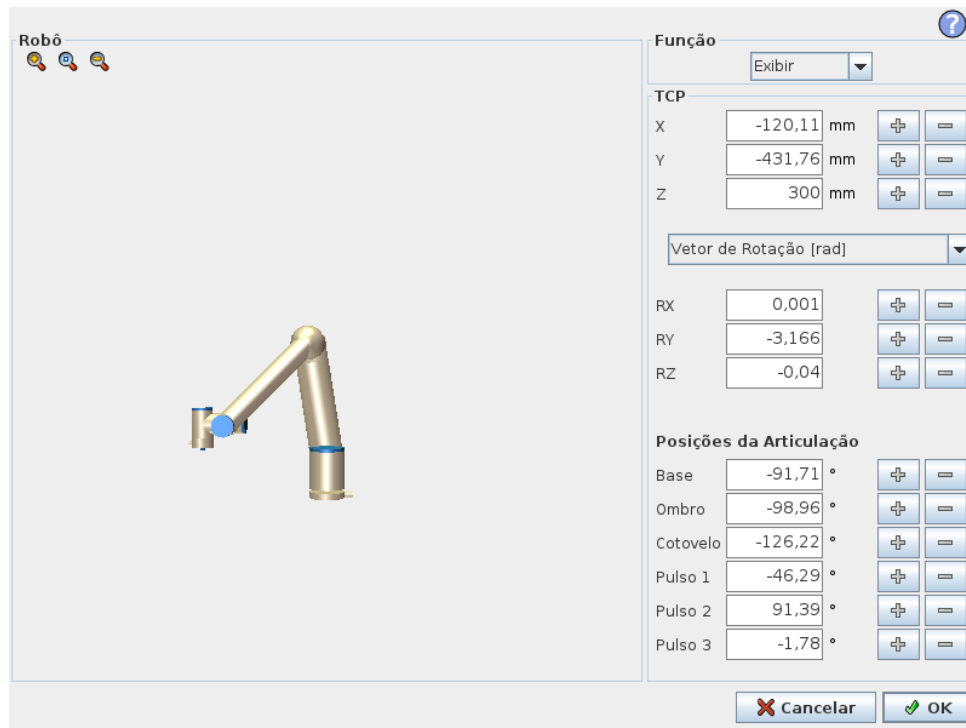 Robô
Função
Exibir
TCP
X -120,11 mm
Y -431,76 mm
Z 300 mm
Vetor de Rotação [rad]
RX 0,001
RY -3,166
RZ -0,04
Posições da Articulação
Base -91,71 °
Ombro -98,96 °
Cotovelo -126,22 °
Pulso 1 -46,29 °
Pulso 2 91,39 °
Pulso 3 -1,78 °
Cancelar OK